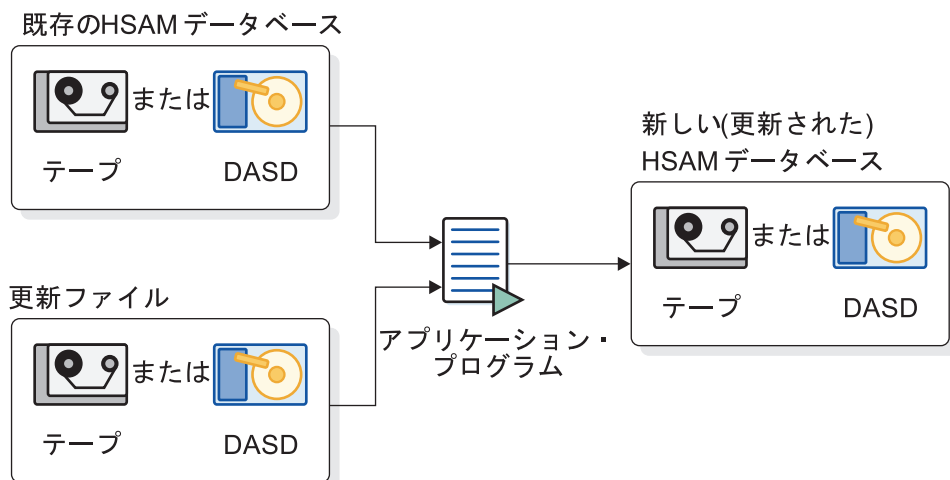 既存のHSAM データベース
または
テープ
DASD
更新ファイル
または
テープ
DASD
アプリケーション・
プログラム
新しい(更新された)
HSAM データベース
または
テープ
DASD